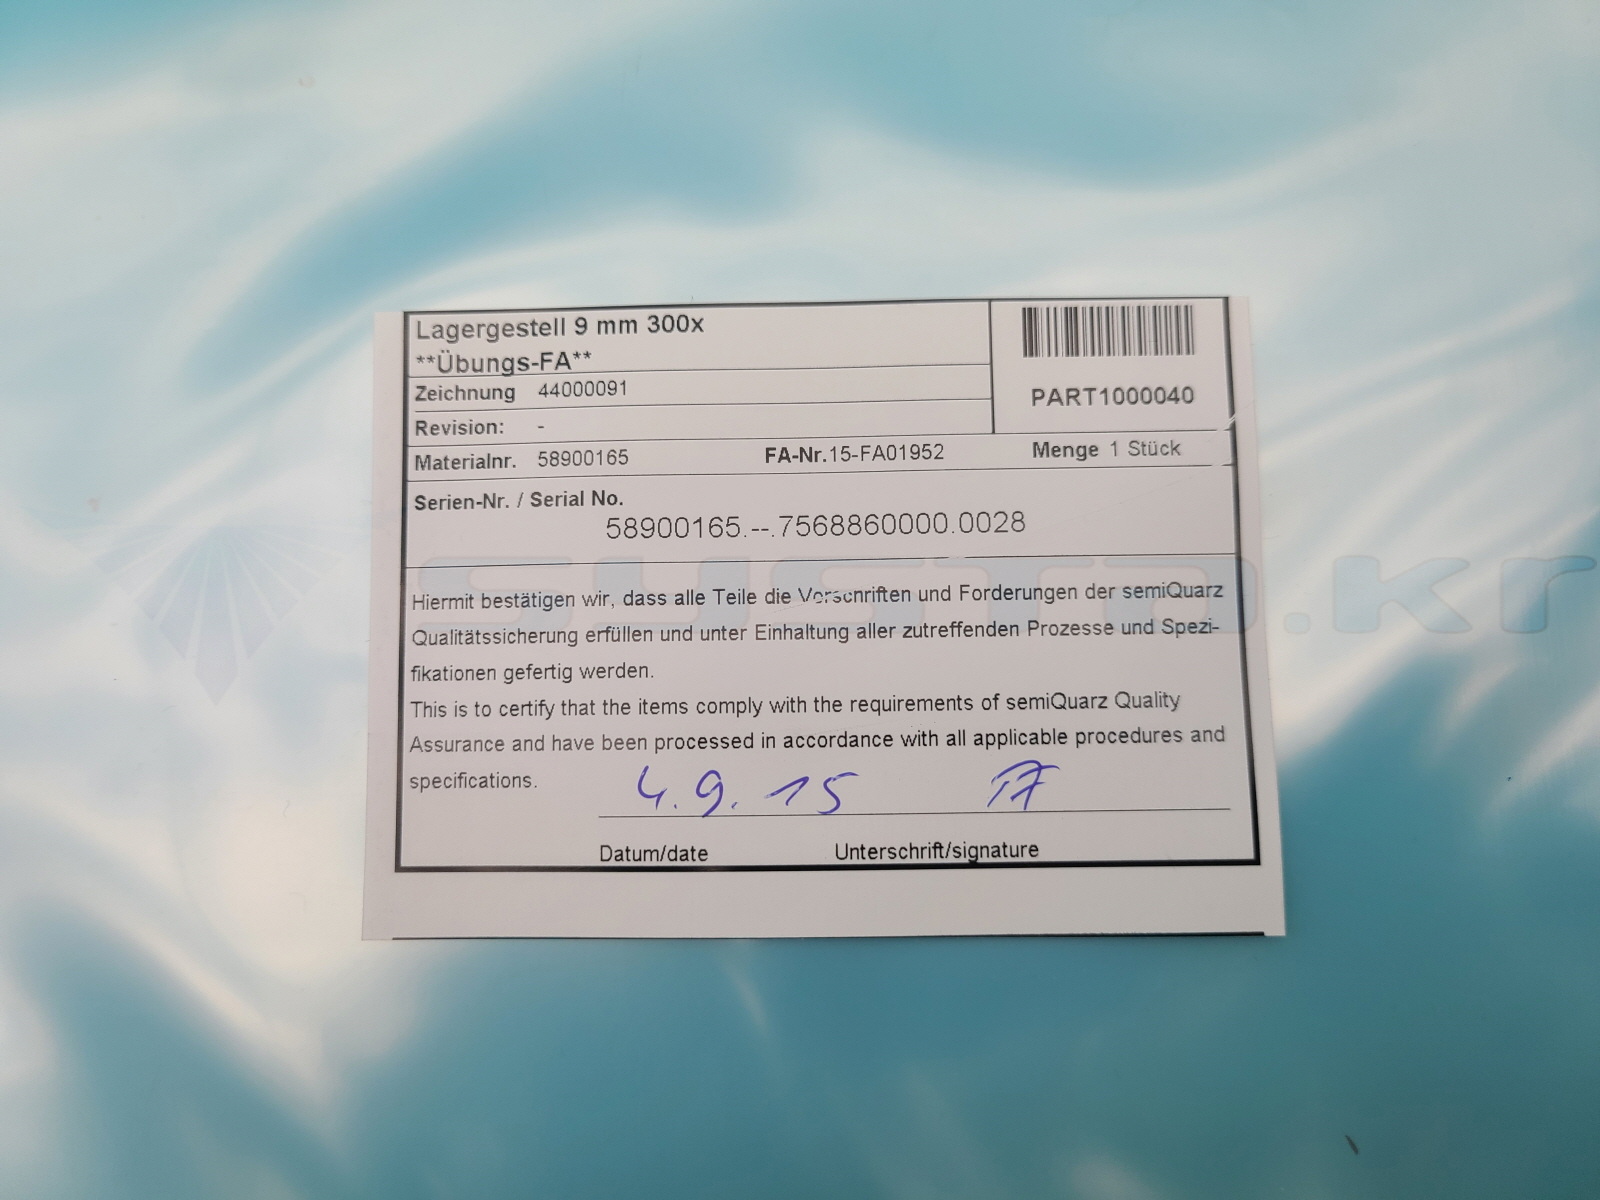 Lagergestell 9 mm 300x
**Übungs-FA**
PART1000040
Zeichnung 44000091
Revision: -
Materialnr. 58900165 FA-Nr. 15-FA01952 Menge 1 Stück
Serien-Nr. / Serial No.
58900165.--.7568860000.0028
Hiermit bestätigen wir, dass alle Teile die Vorschriften und Forderungen der semiQuarz
Qualitätssicherung erfüllen und unter Einhaltung aller zutreffenden Prozesse und Spezi-
fikationen gefertig werden.
This is to certify that the items comply with the requirements of semiQuarz Quality
Assurance and have been processed in accordance with all applicable procedures and
specifications.
4.9.15
Datum/date Unterschrift/signature
susta.kr